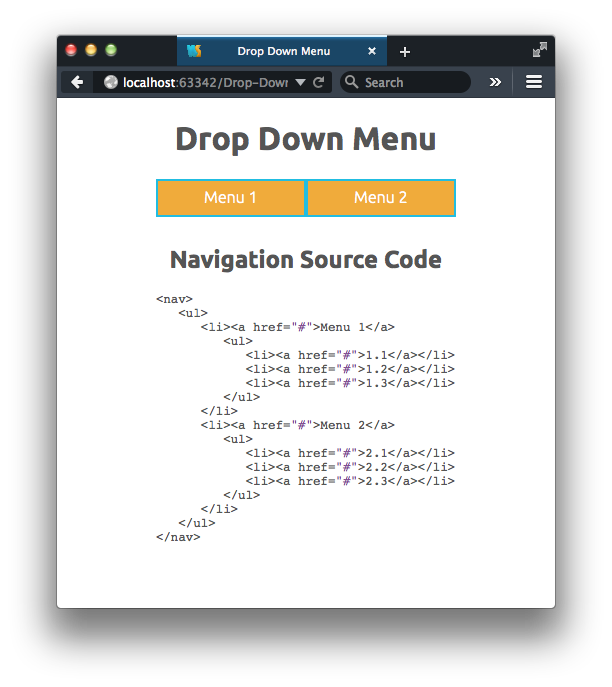 Drop Down Menu
localhost:63342/Drop-Down
Search
Drop Down Menu
Menu 1
Menu 2
Navigation Source Code
<nav>
   <ul>
      <li><a href="#">Menu 1</a>
         <ul>
            <li><a href="#">1.1</a></li>
            <li><a href="#">1.2</a></li>
            <li><a href="#">1.3</a></li>
         </ul>
      </li>
      <li><a href="#">Menu 2</a>
         <ul>
            <li><a href="#">2.1</a></li>
            <li><a href="#">2.2</a></li>
            <li><a href="#">2.3</a></li>
         </ul>
      </li>
   </ul>
</nav>